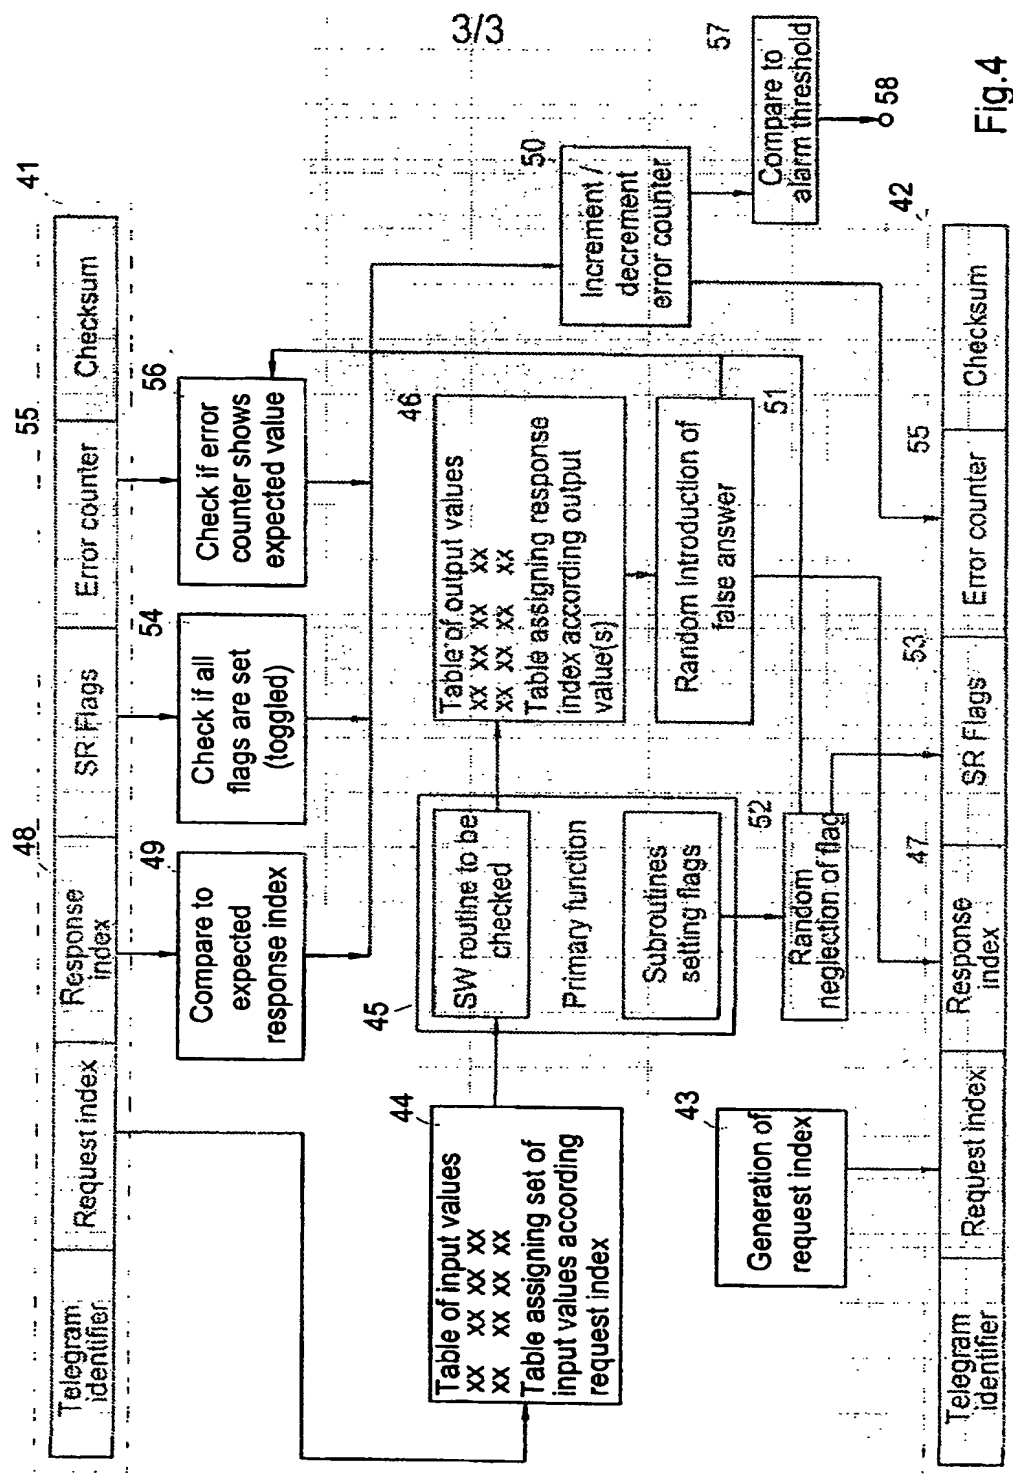 3/3
41
Telegram
identifier
Request index
Response
index
SR Flags
Error counter
Checksum
48
55
49
Compare to
expected
response index
54
Check if all
flags are set
(toggled)
56
Check if error
counter shows
expected value
44
Table of input values
xx xx xx xx
xx xx xx xx
Table assigning set of
input values according
request index
45
SW routine to be
checked
Primary function
Subroutines
setting flags
46
Table of output values
xx xx xx xx
xx xx xx xx
Table assigning response
index according output
value(s)
50
Increment /
decrement
error counter
43
Generation of
request index
52
Random
neglection of flag
51
Random Introduction of
false answer
57
Compare to
alarm threshold
58
47
53
55
42
Telegram
identifier
Request index
Response
index
SR Flags
Error counter
Checksum
Fig.4